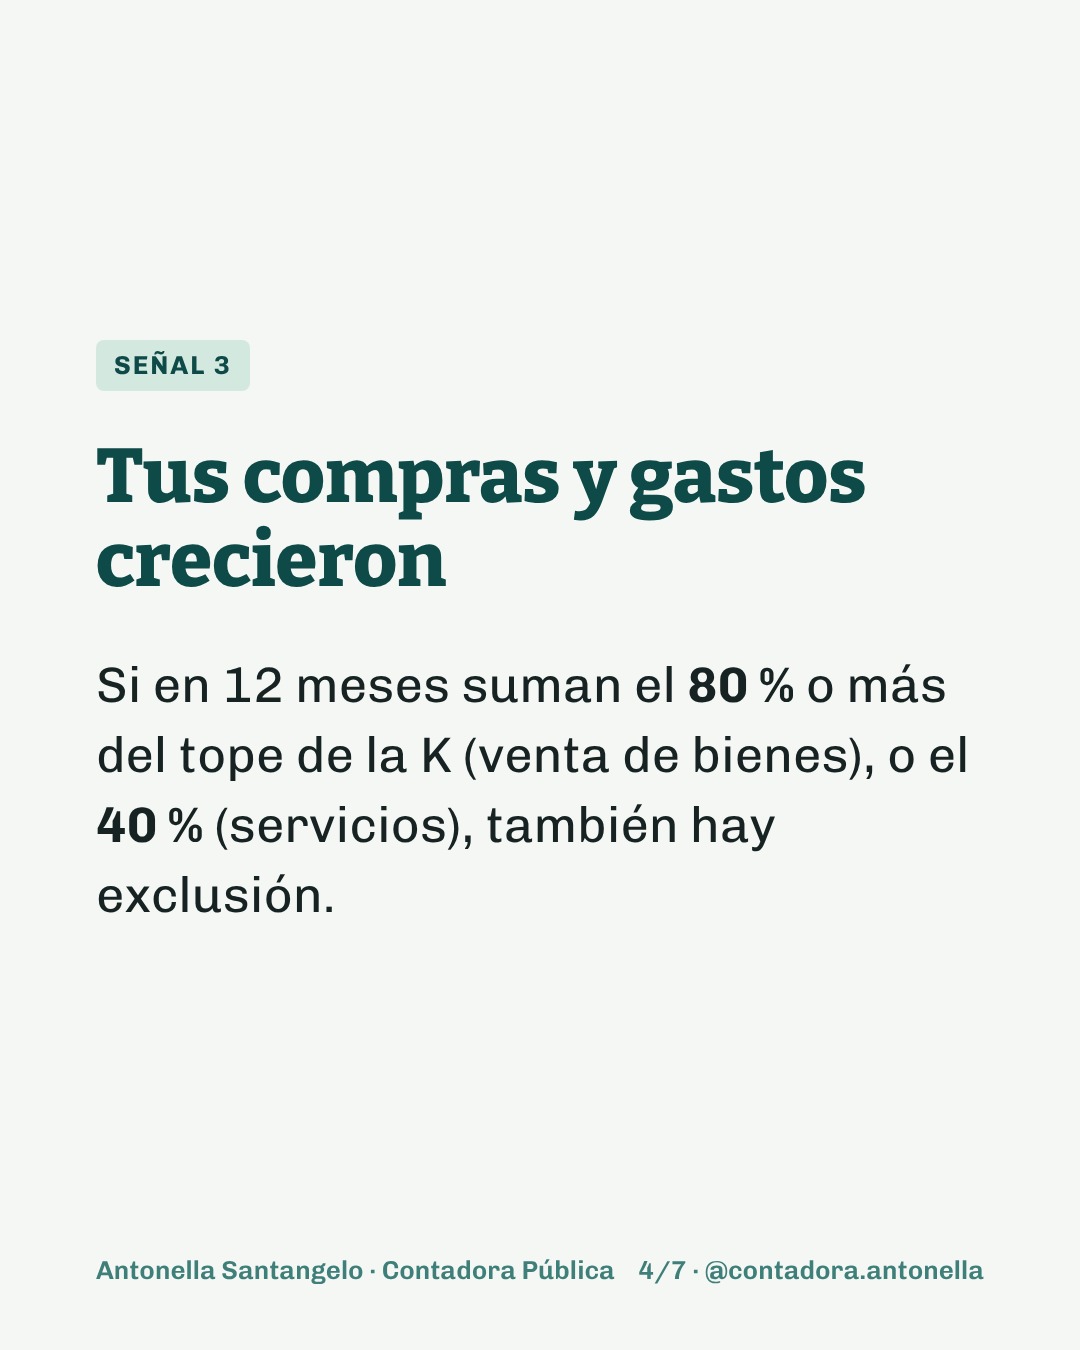 SEÑAL 3
Tus compras y gastos
crecieron
Si en 12 meses suman el 80 % o más
del tope de la K (venta de bienes), o el
40 % (servicios), también hay
exclusión.
Antonella Santangelo · Contadora Pública 4/7 · @contadora.antonella